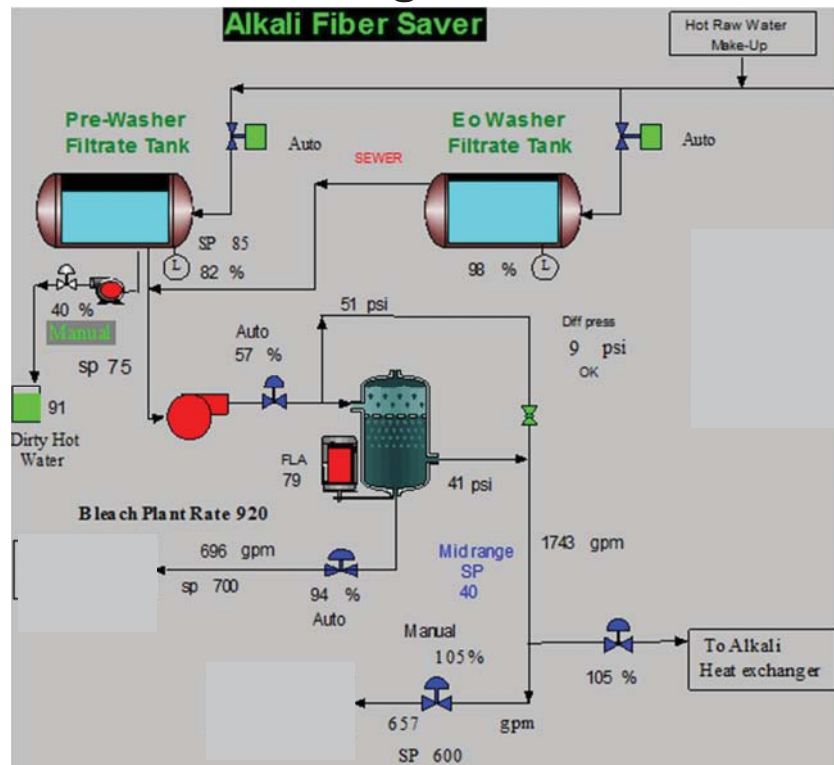 Alkali Fiber Saver
Hot Raw Water
Make-Up
Pre-Washer
Filtrate Tank
Auto
SEWER
Eo Washer
Filtrate Tank
Auto
SP 85
L
82 %
98 %
L
40 %
Manual
sp 75
51 psi
Auto
57 %
Diff press
9 psi
OK
91
Dirty Hot
Water
FLA
79
41 psi
Bleach Plant Rate 920
696 gpm
sp 700
94 %
Auto
Midrange
SP
40
1743 gpm
Manual
105%
105 %
To Alkali
Heat exchanger
657 gpm
SP 600